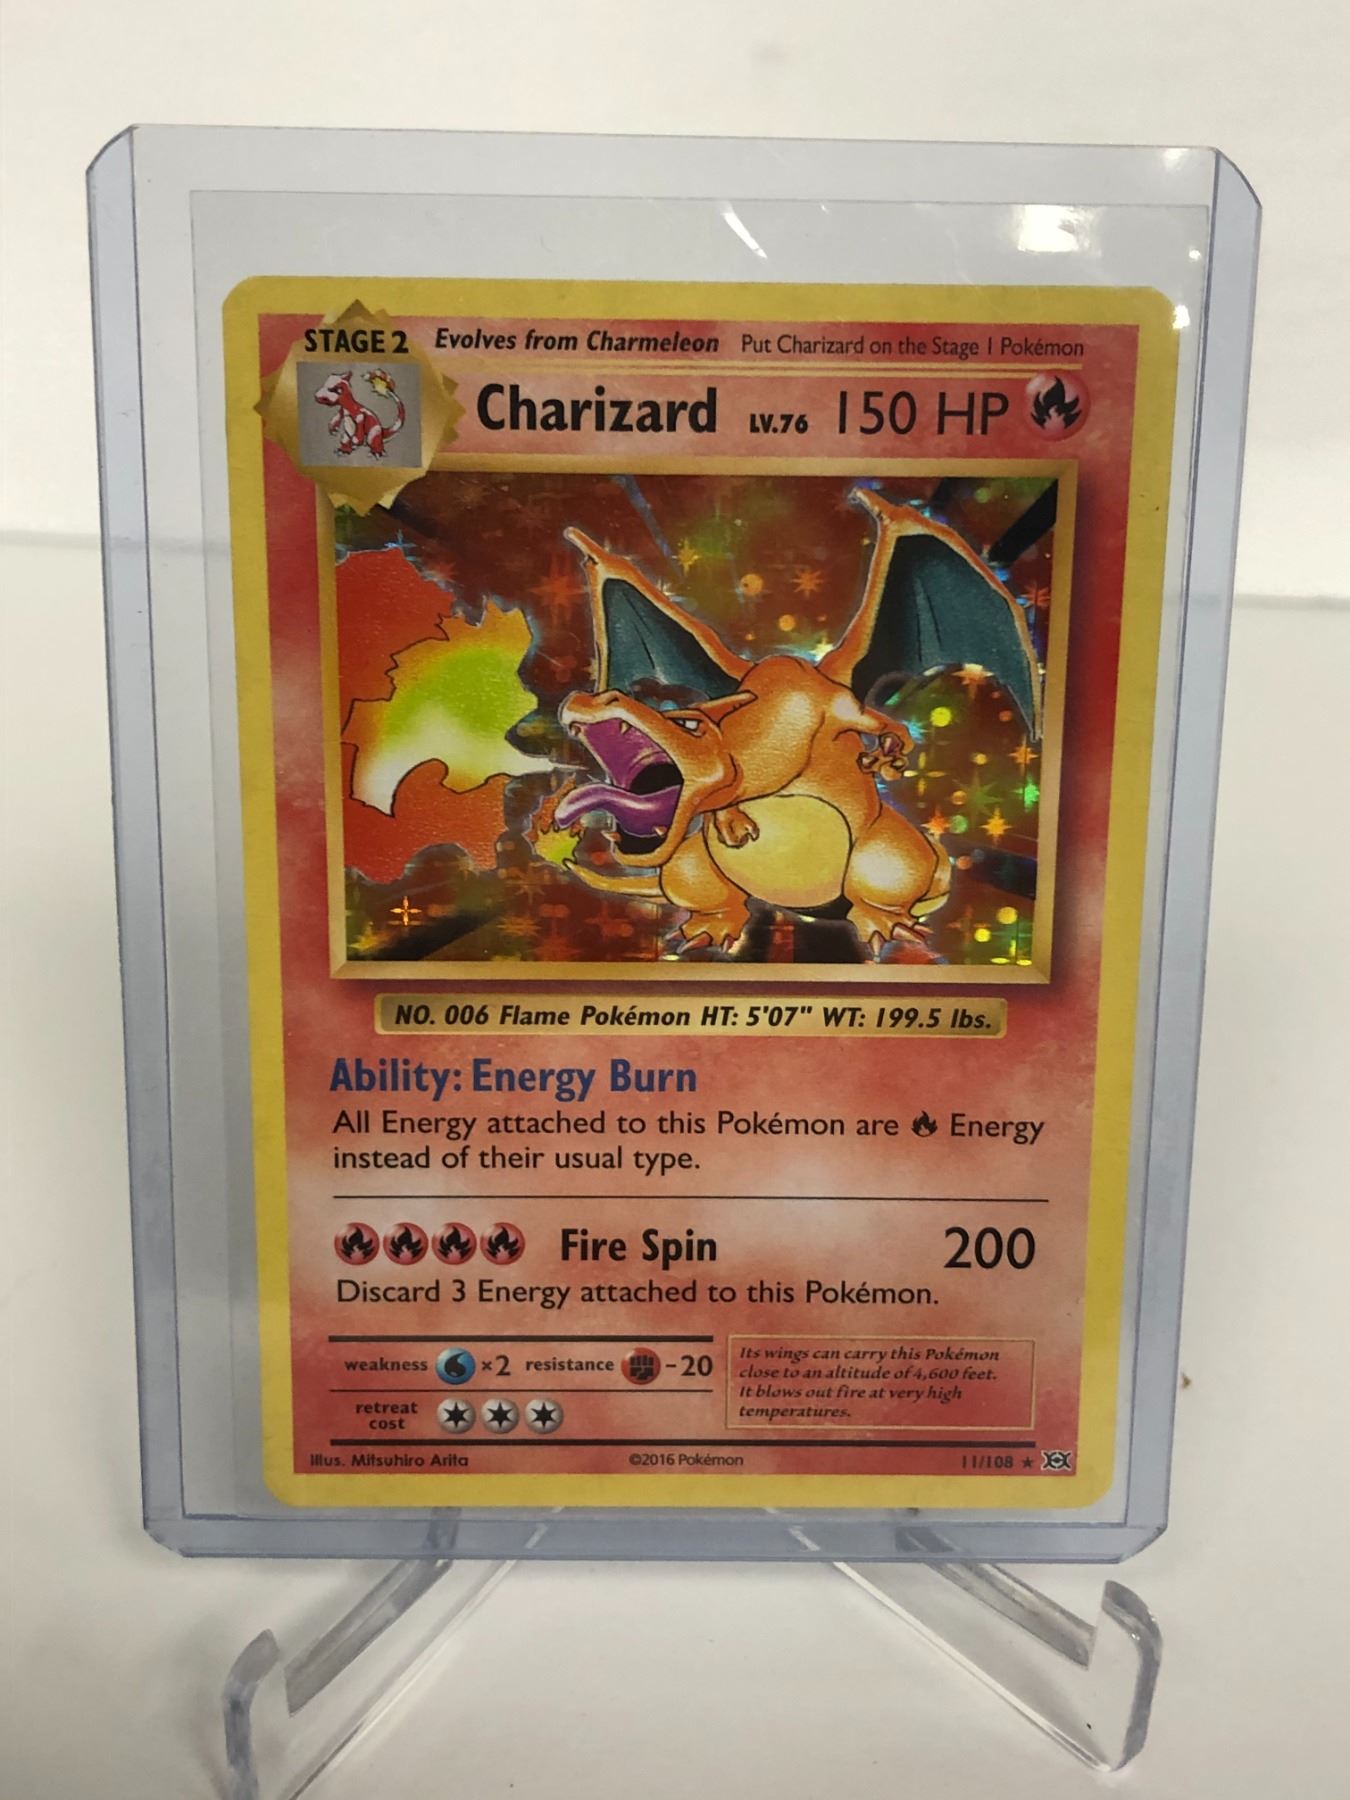 STAGE 2 Evolves from Charmeleon Put Charizard on the Stage 1 Pokémon
Charizard LV.76 150 HP
NO. 006 Flame Pokémon HT: 5'07" WT: 199.5 lbs.
Ability: Energy Burn
All Energy attached to this Pokémon are Energy
instead of their usual type.
Fire Spin 200
Discard 3 Energy attached to this Pokémon.
weakness ×2 resistance -20
retreat
cost
Its wings can carry this Pokémon
close to an altitude of 4,600 feet.
It blows out fire at very high
temperatures.
Illus. Mitsuhiro Arita ©2016 Pokémon 11/108 ★